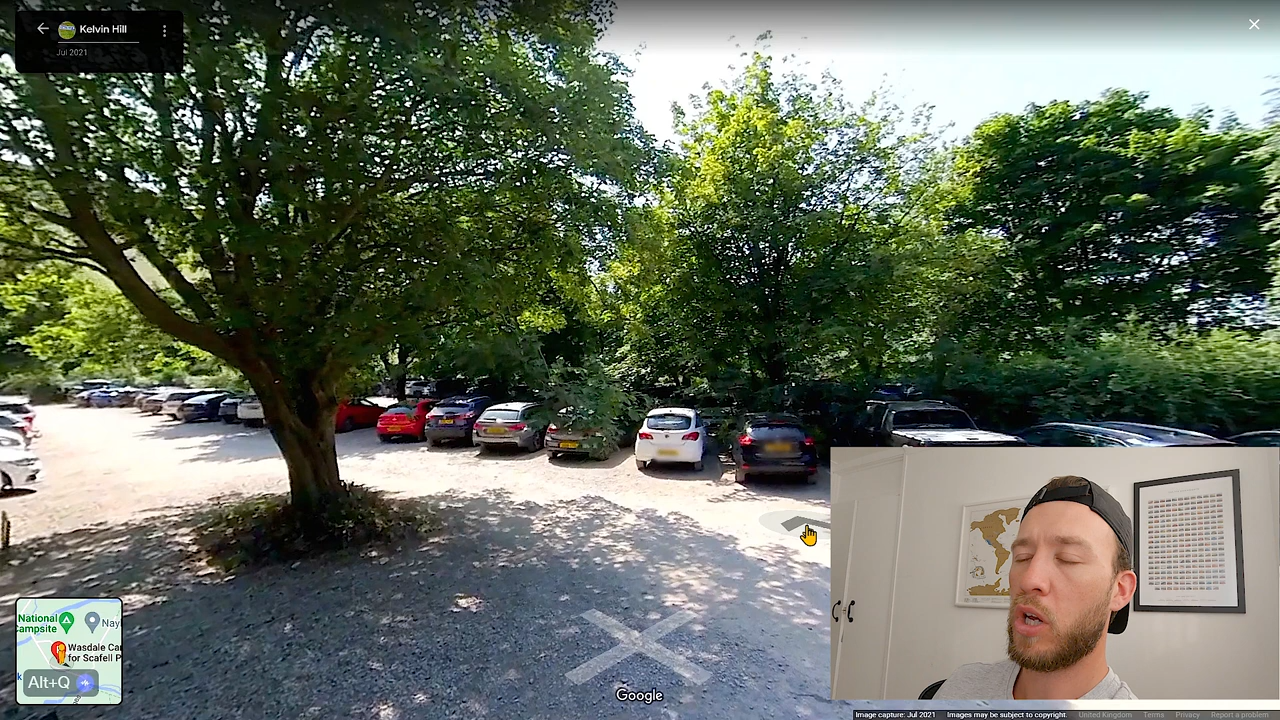 Kelvin Hill
Jul 2021
National
Campsite
Nayl
Wasdale Car
for Scafell P
Alt+Q
Google
Image capture: Jul 2021 Images may be subject to copyright. United Kingdom Terms Privacy Report a problem